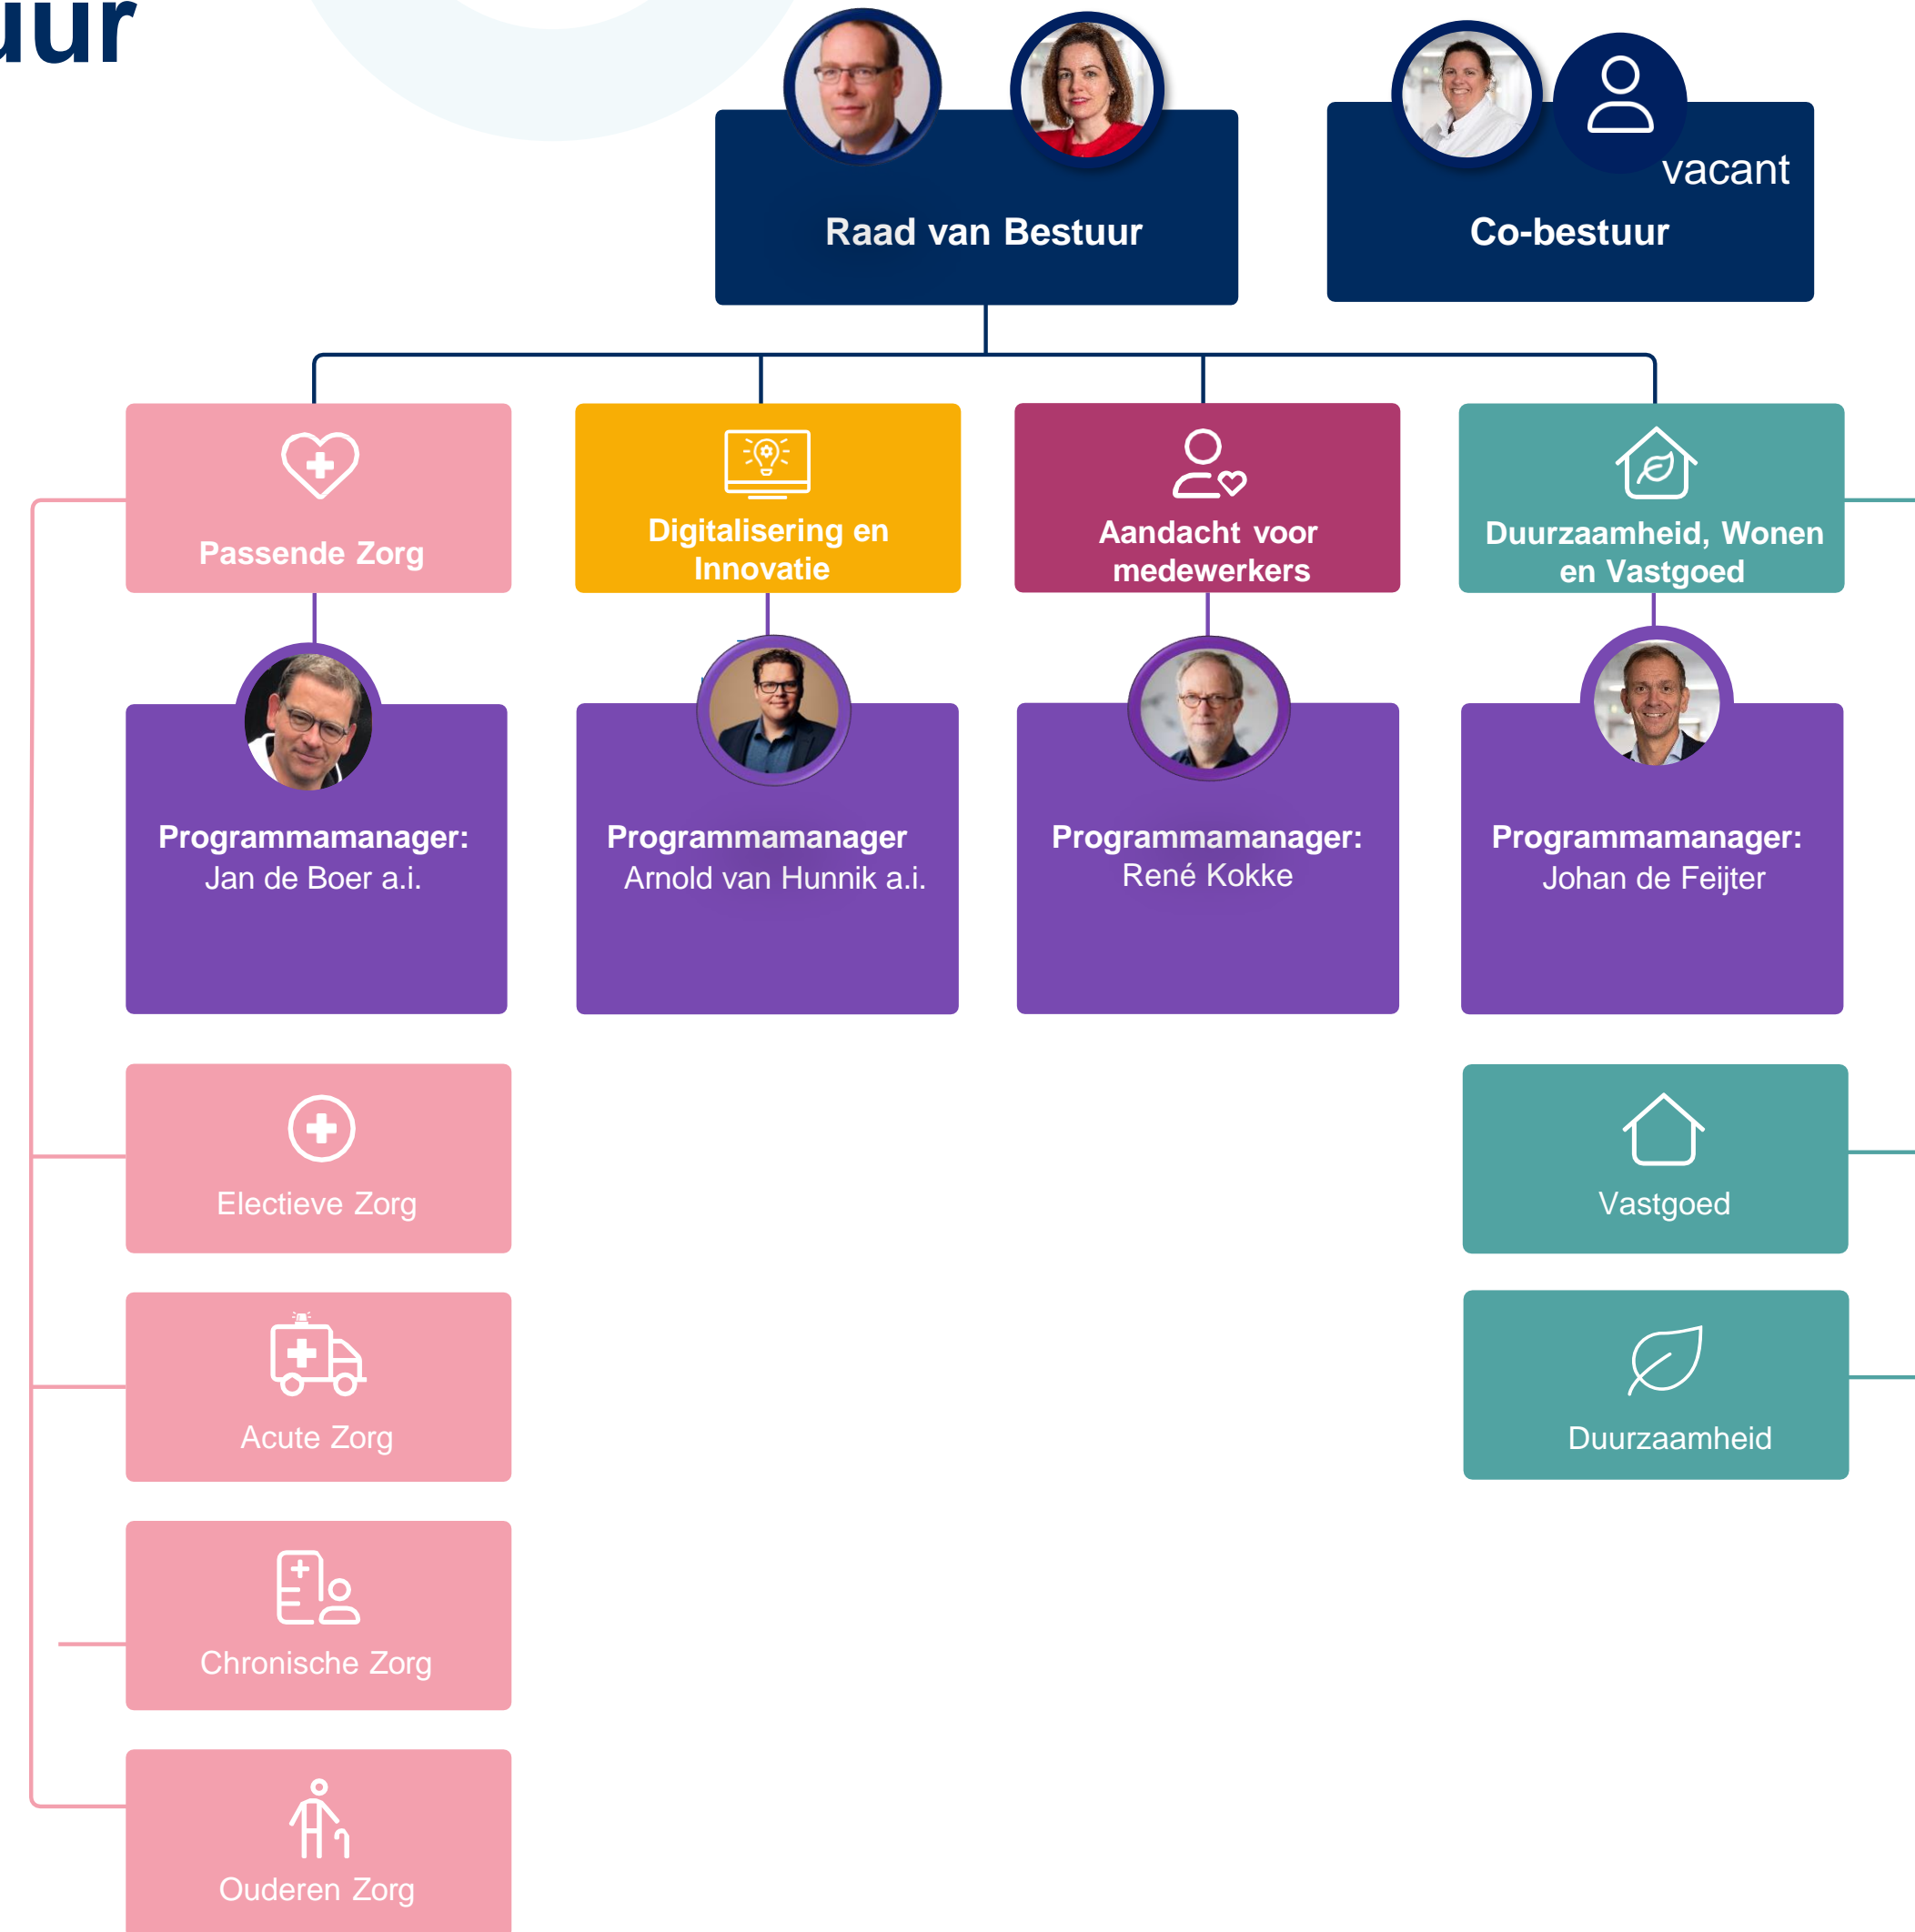 vacant
Raad van Bestuur
Co-bestuur
Passende Zorg
Digitalisering en
Innovatie
Aandacht voor
medewerkers
Duurzaamheid, Wonen
en Vastgoed
Programmamanager:
Jan de Boer a.i.
Programmamanager
Arnold van Hunnik a.i.
Programmamanager:
René Kokke
Programmamanager:
Johan de Feijter
Electieve Zorg
Vastgoed
Acute Zorg
Duurzaamheid
Chronische Zorg
Ouderen Zorg